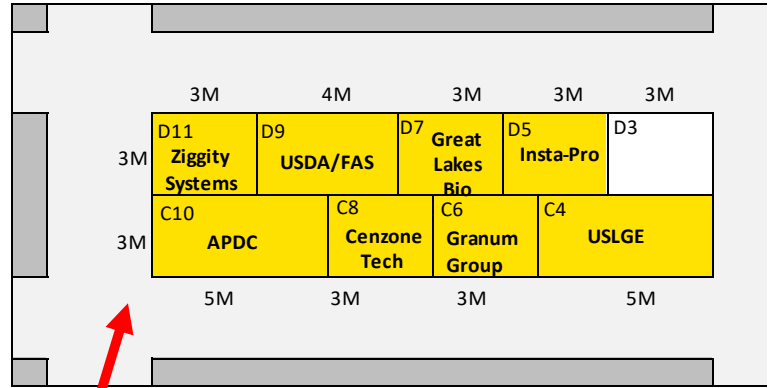 3M 4M 3M 3M 3M
D11 D9 D7 D5 D3
3M
Ziggity
Systems
USDA/FAS
Great
Lakes
Bio
Insta-Pro
C10 C8 C6 C4
3M
APDC
Cenzone
Tech
Granum
Group
USLGE
5M 3M 3M 5M